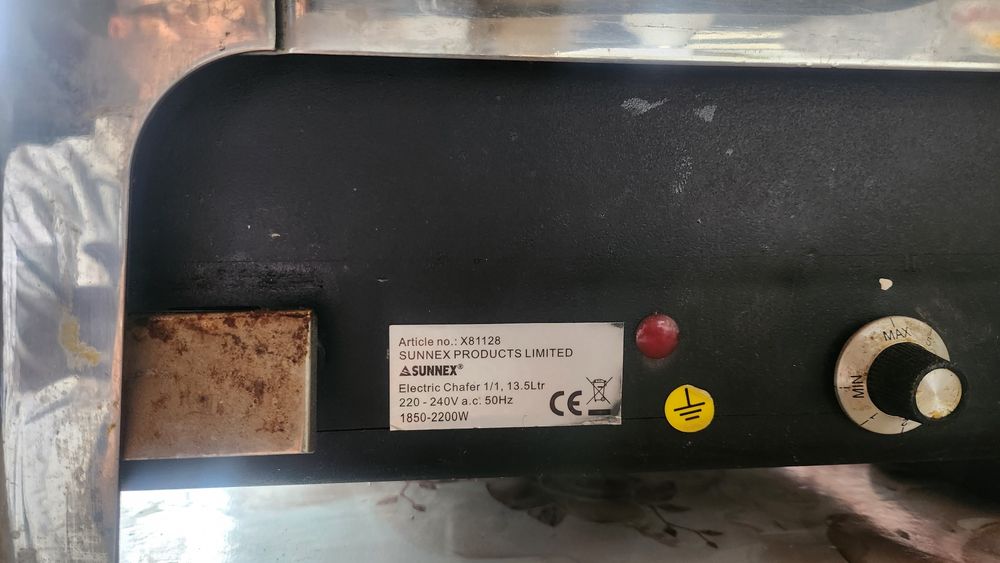 Article no.: X81128
SUNNEX PRODUCTS LIMITED
SUNNEX®
Electric Chafer 1/1, 13.5Ltr
220 - 240V a.c. 50Hz
1850-2200W
CE
MAX
MIN